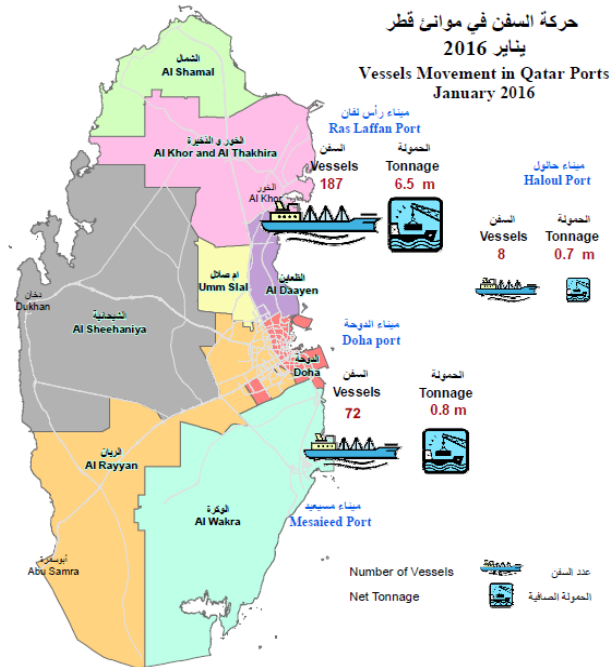 حركة السفن في موانئ قطر
يناير 2016
Vessels Movement in Qatar Ports
January 2016
الشمال
Al Shamal
ميناء رأس لفان
Ras Laffan Port
الخور و الذخيرة
Al Khor and Al Thakhira
السفن
Vessels
187
الحمولة
Tonnage
6.5 m
ميناء حالول
Haloul Port
الخور
Al Khor
السفن
Vessels
8
الحمولة
Tonnage
0.7 m
ام صلال
Umm Slal
الظعاين
Al Daayen
دخان
Dukhan
الشيحانية
Al Sheehaniya
ميناء الدوحة
Doha port
الدوحة
Doha
السفن
Vessels
72
الحمولة
Tonnage
0.8 m
الريان
Al Rayyan
الوكرة
Al Wakra
ميناء مسيعيد
Mesaieed Port
أبوسمرة
Abu Samra
Number of Vessels
عدد السفن
Net Tonnage
الحمولة الصافية